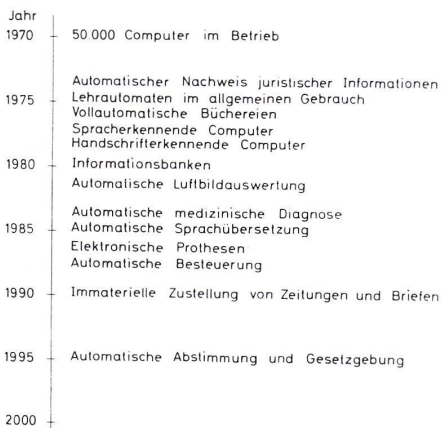 Jahr
1970 50 000 Computer im Betrieb
Automatischer Nachweis juristischer Informationen
1975 Lehrautomaten im allgemeinen Gebrauch
Vollautomatische Büchereien
Spracherkennende Computer
Handschrifterkennende Computer
1980 Informationsbanken
Automatische Luftbildauswertung
Automatische medizinische Diagnose
1985 Automatische Sprachübersetzung
Elektronische Prothesen
Automatische Besteuerung
1990 Immaterielle Zustellung von Zeitungen und Briefen
1995 Automatische Abstimmung und Gesetzgebung
2000